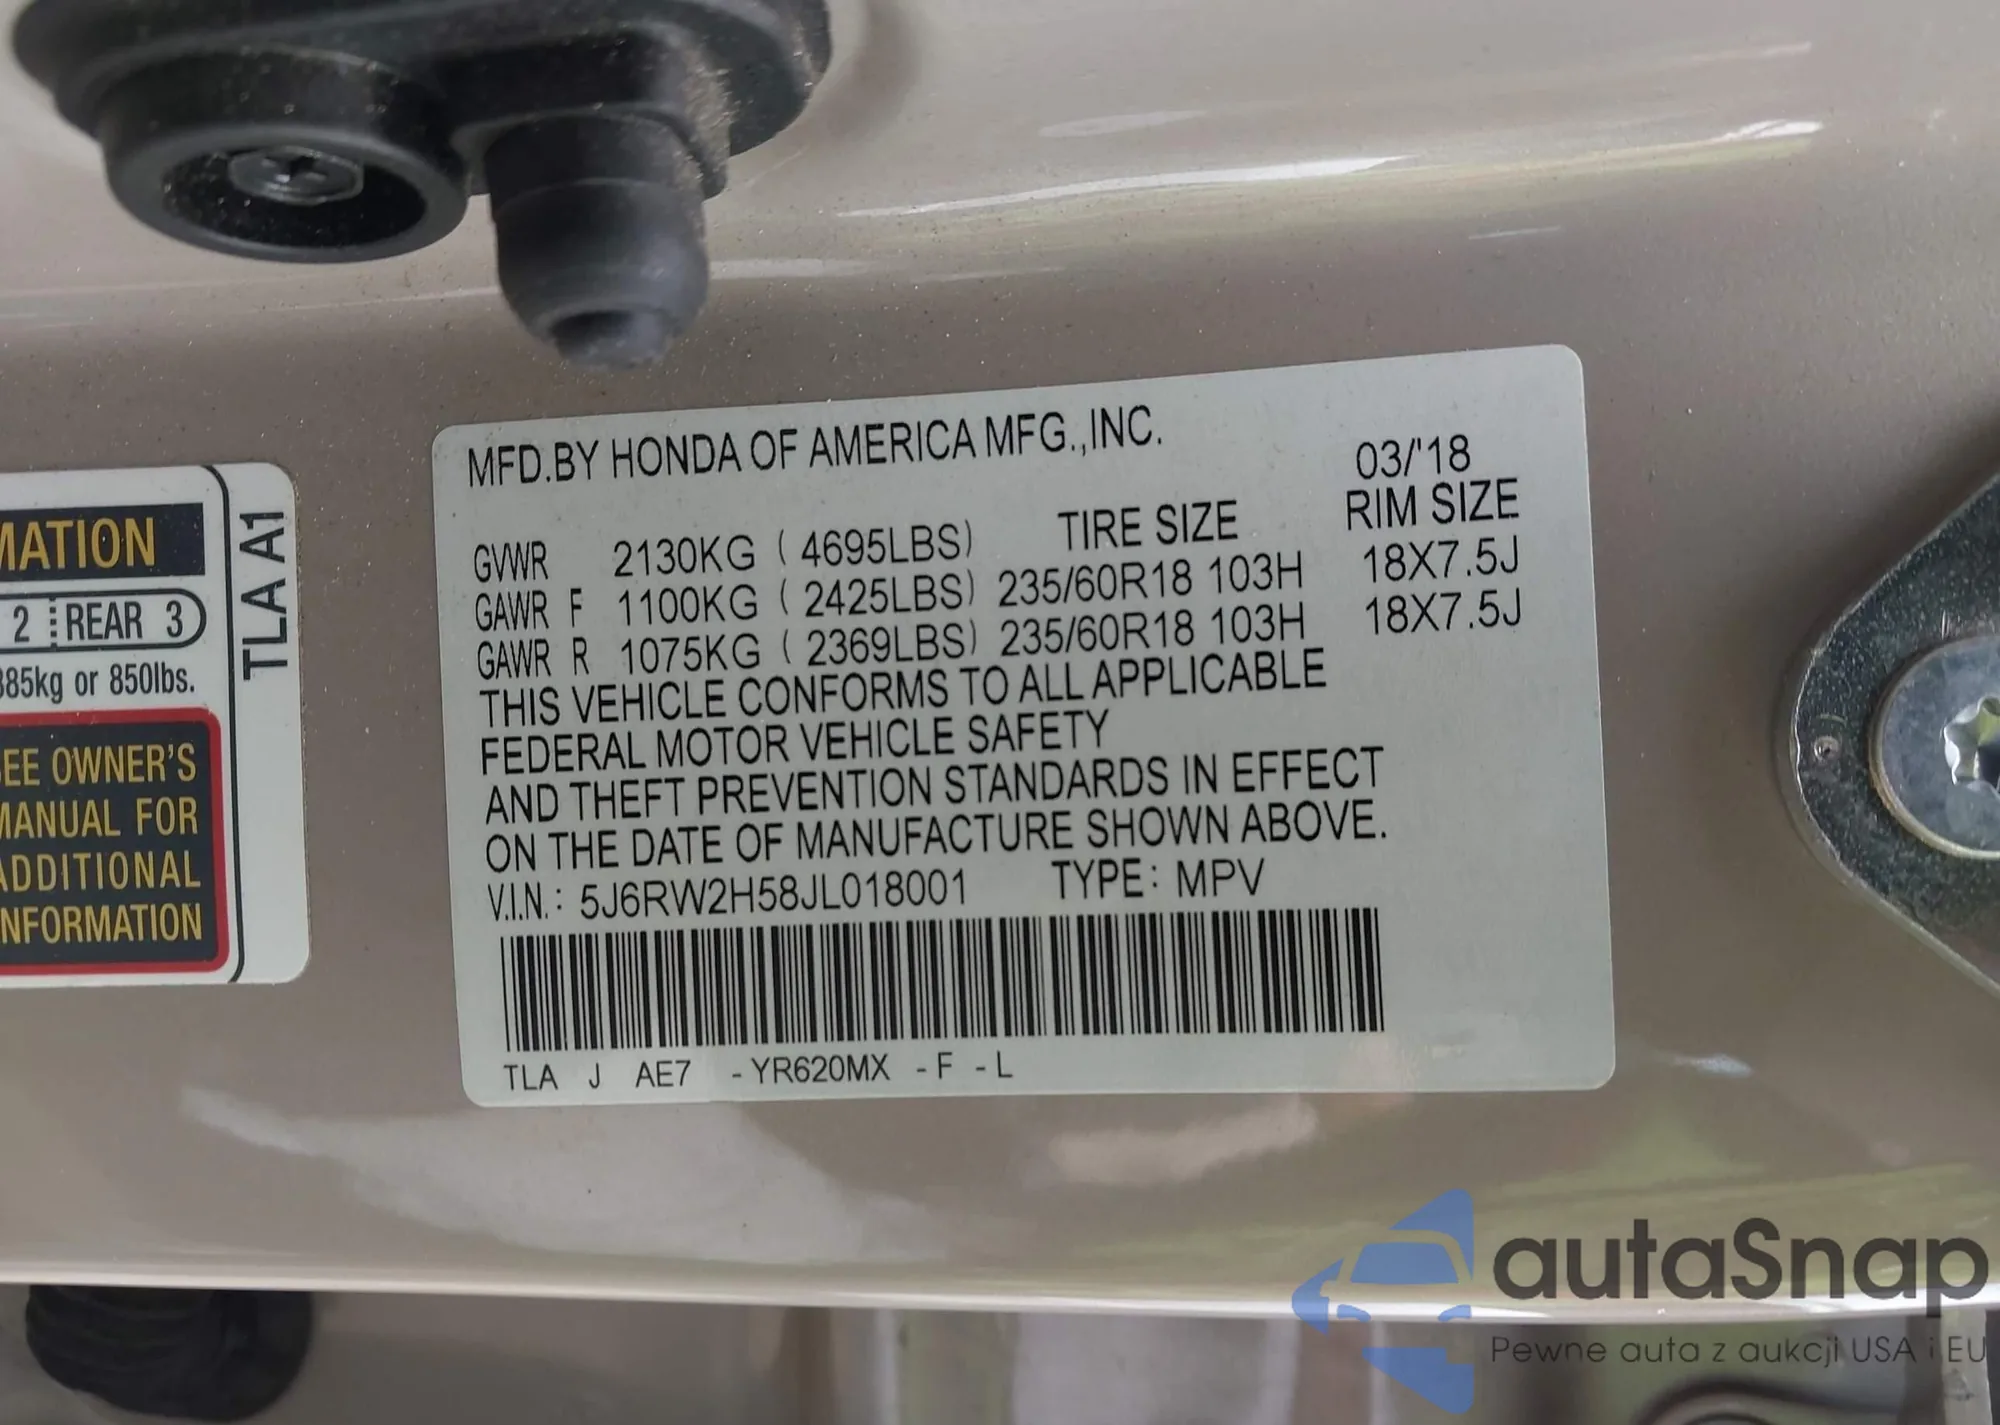 MATION
2 REAR 3
385kg or 850lbs.
SEE OWNER'S
MANUAL FOR
ADDITIONAL
INFORMATION
TLA A1
MFD.BY HONDA OF AMERICA MFG.,INC.
03/'18
GVWR 2130KG ( 4695LBS) TIRE SIZE RIM SIZE
GAWR F 1100KG ( 2425LBS) 235/60R18 103H 18X7.5J
GAWR R 1075KG ( 2369LBS) 235/60R18 103H 18X7.5J
THIS VEHICLE CONFORMS TO ALL APPLICABLE
FEDERAL MOTOR VEHICLE SAFETY
AND THEFT PREVENTION STANDARDS IN EFFECT
ON THE DATE OF MANUFACTURE SHOWN ABOVE.
V.I.N.: 5J6RW2H58JL018001 TYPE: MPV
TLA J AE7 -YR620MX -F -L
autaSnap
Pewne auta z aukcji USA i EU